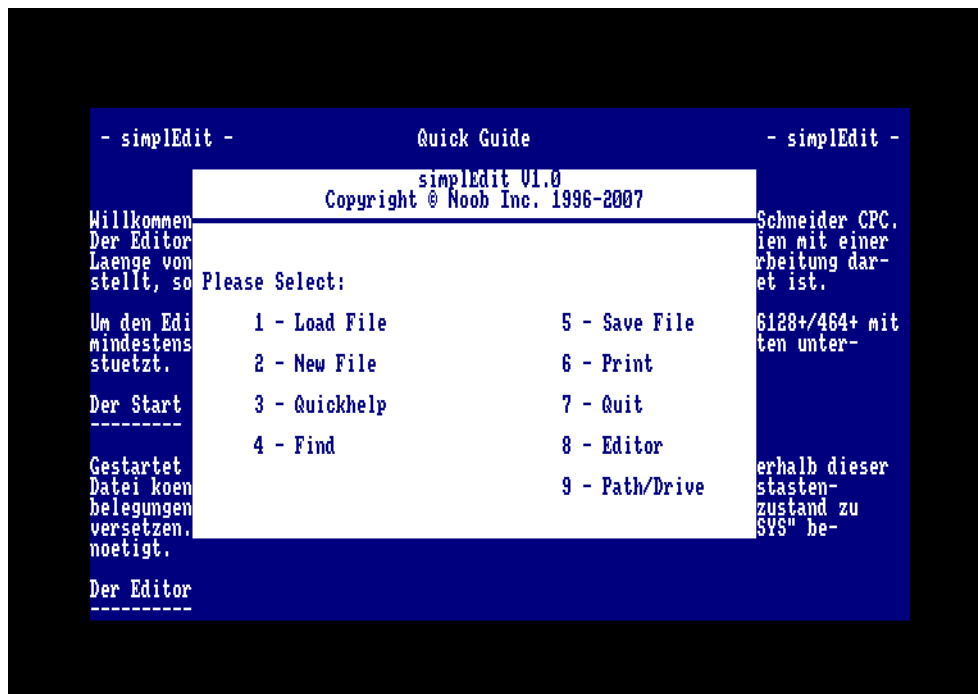 - simplEdit - Quick Guide - simplEdit -
simplEdit V1.0
Copyright © Noob Inc. 1996-2007
Willkommen Schneider CPC.
Der Editor ien mit einer
Laenge von rbeitung dar-
stellt, so et ist.
Please Select:
Um den Edi 6128+/464+ mit
mindestens ten unter-
stuetzt.
1 - Load File 5 - Save File
2 - New File 6 - Print
3 - Quickhelp 7 - Quit
4 - Find 8 - Editor
9 - Path/Drive
Der Start
---------
Gestartet erhalb dieser
Datei koen stasten-
belegungen zustand zu
versetzen. SYS" be-
noetigt.
Der Editor
----------